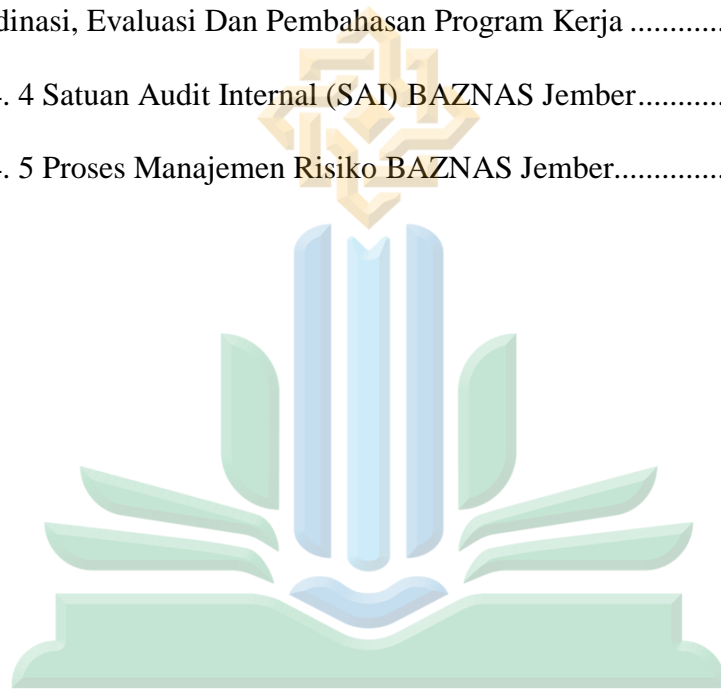 dinasi, Evaluasi Dan Pembahasan Program Kerja ............
. 4 Satuan Audit Internal (SAI) BAZNAS Jember...........
. 5 Proses Manajemen Risiko BAZNAS Jember..............